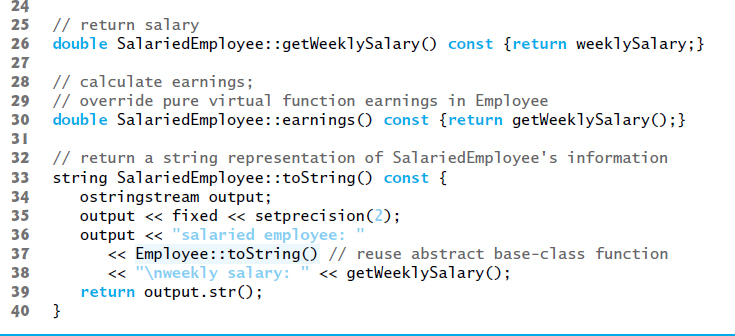 24
25 // return salary
26 double SalariedEmployee::getWeeklySalary() const {return weeklySalary;}
27
28 // calculate earnings;
29 // override pure virtual function earnings in Employee
30 double SalariedEmployee::earnings() const {return getWeeklySalary();}
31
32 // return a string representation of SalariedEmployee's information
33 string SalariedEmployee::toString() const {
34 ostringstream output;
35 output << fixed << setprecision(2);
36 output << "salaried employee: "
37 << Employee::toString() // reuse abstract base-class function
38 << "\nweekly salary: " << getWeeklySalary();
39 return output.str();
40 }